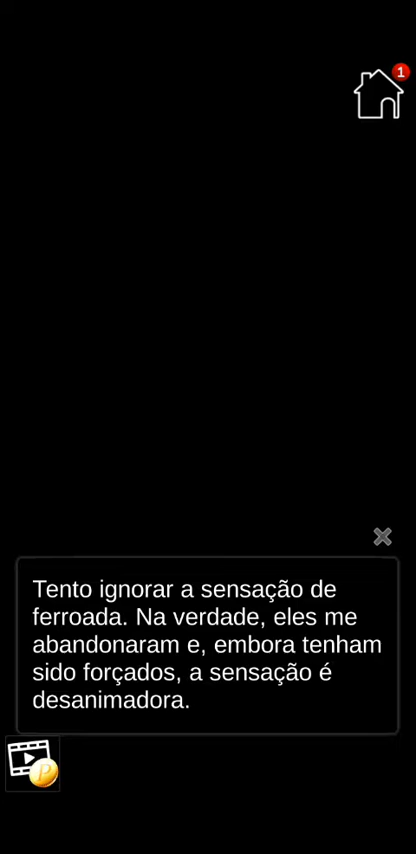 1
Tento ignorar a sensação de
ferroada. Na verdade, eles me
abandonaram e, embora tenham
sido forçados, a sensação é
desanimadora.
P